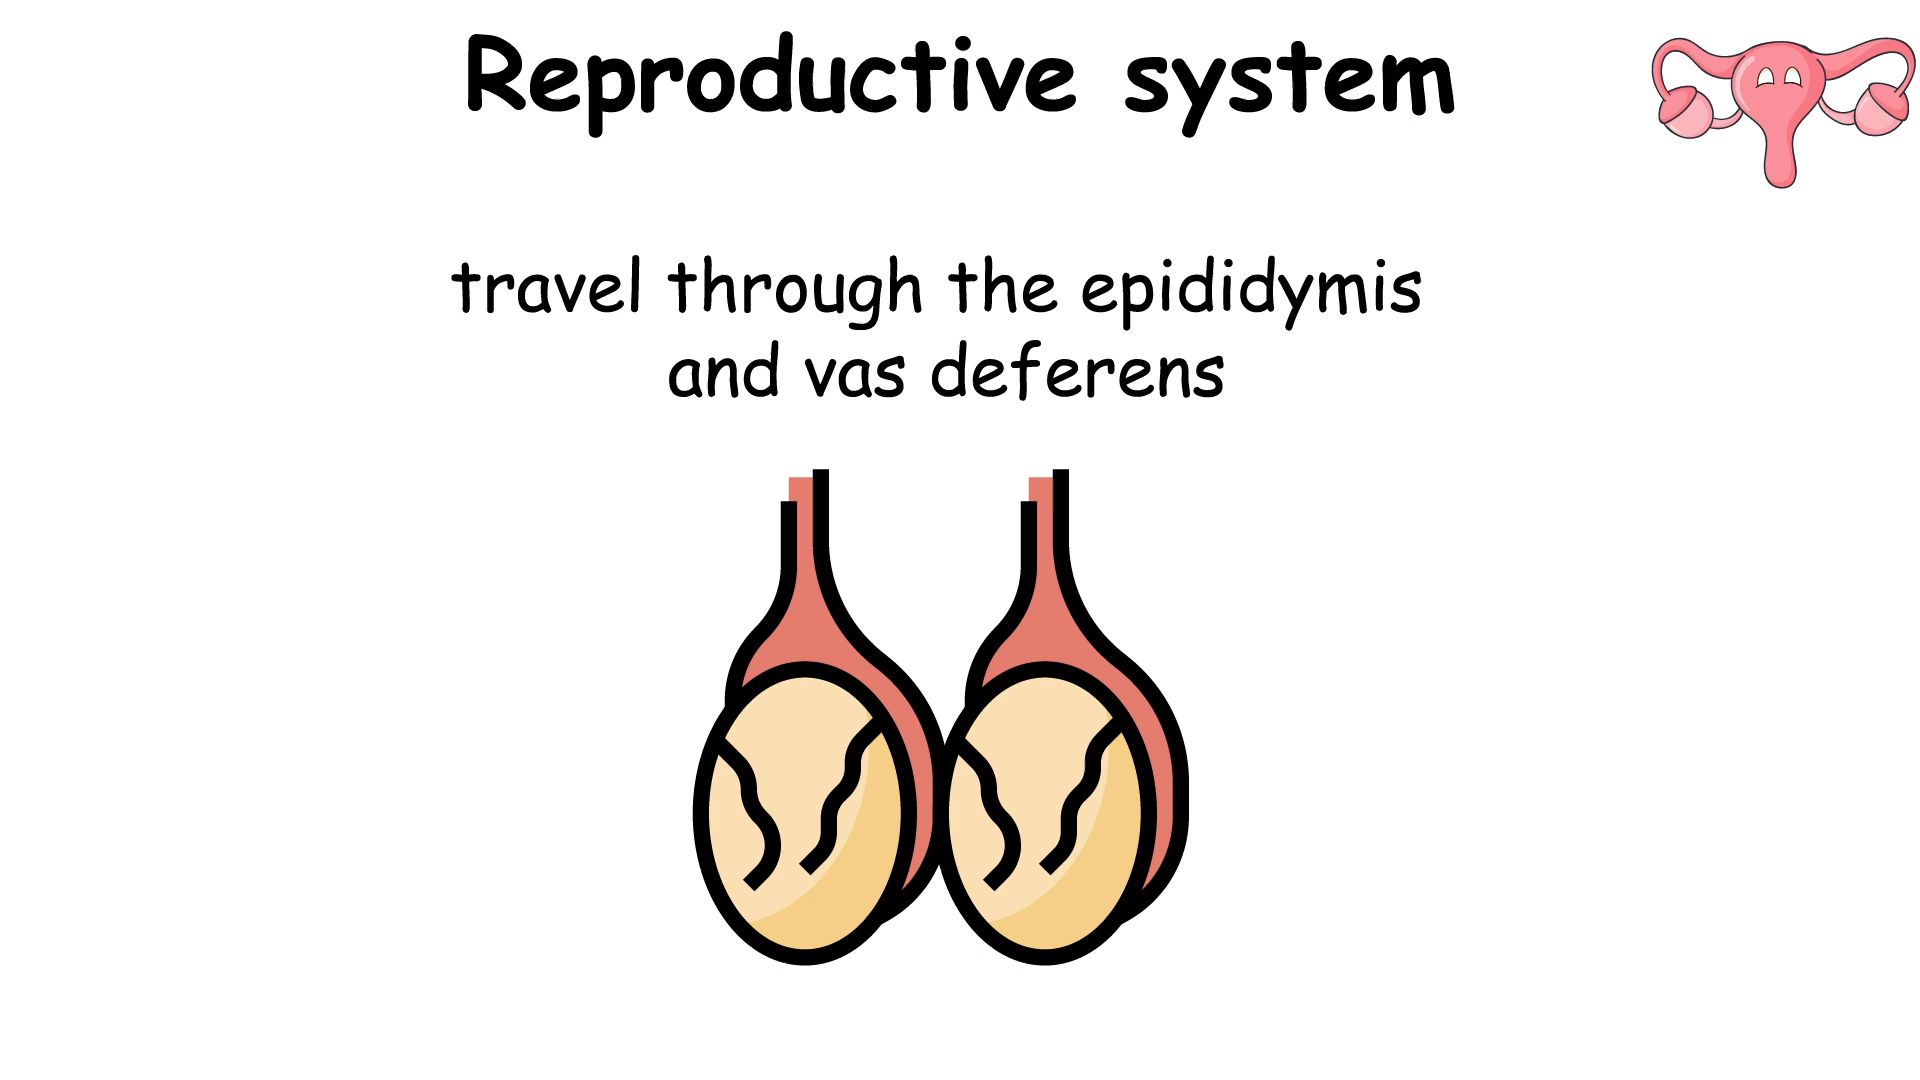 Reproductive system
travel through the epididymis
and vas deferens